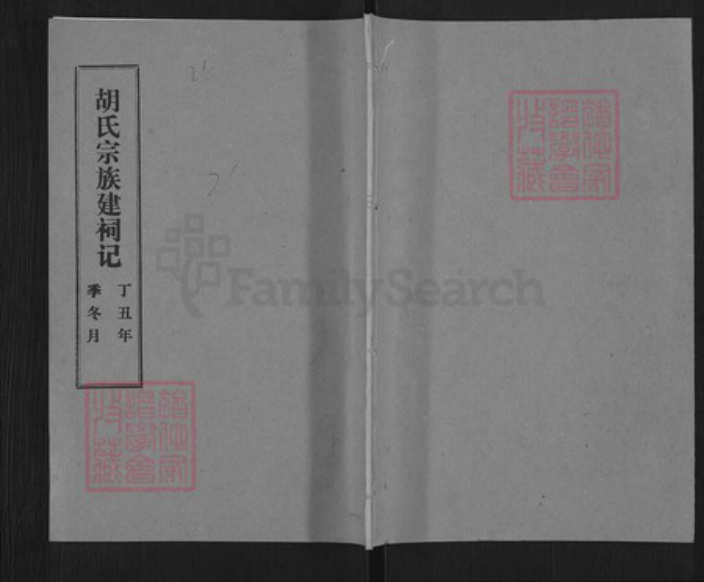 胡氏宗族建祠记
丁丑年
季冬月
FamilySearch